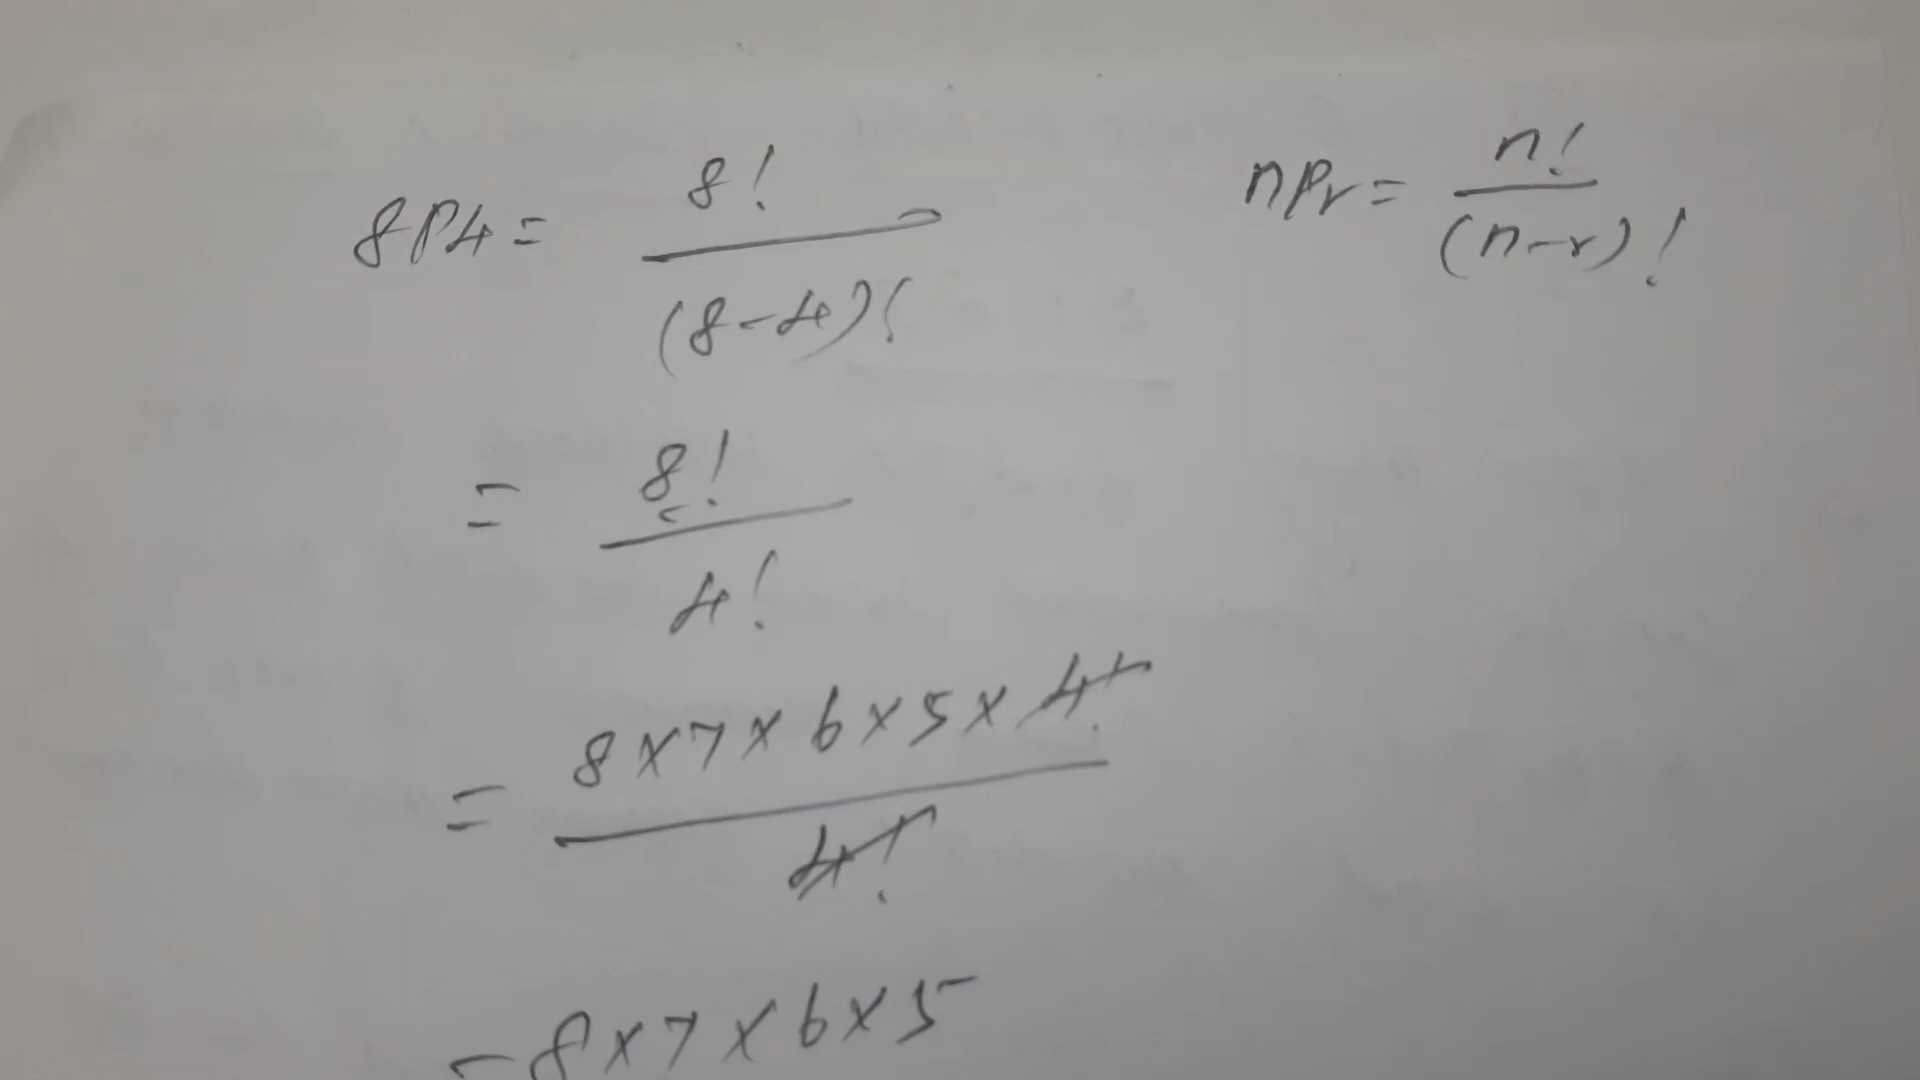 8P4 = 8! / (8-4)!
nPr = n! / (n-r)!
= 8! / 4!
= 8×7×6×5×4! / 4!
= 8×7×6×5